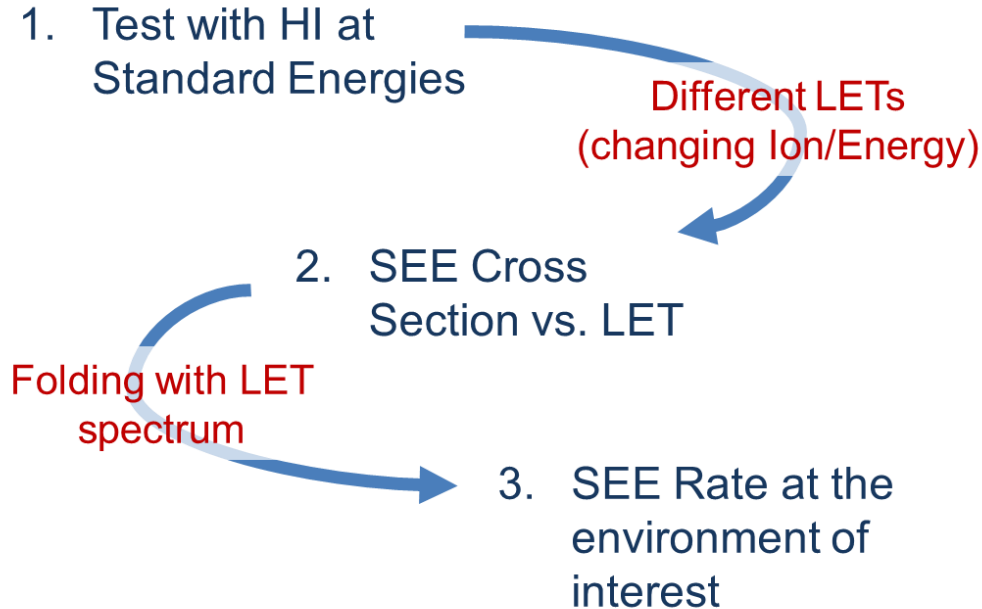 1. Test with HI at
Standard Energies
Different LETs
(changing Ion/Energy)
2. SEE Cross
Section vs. LET
Folding with LET
spectrum
3. SEE Rate at the
environment of
interest